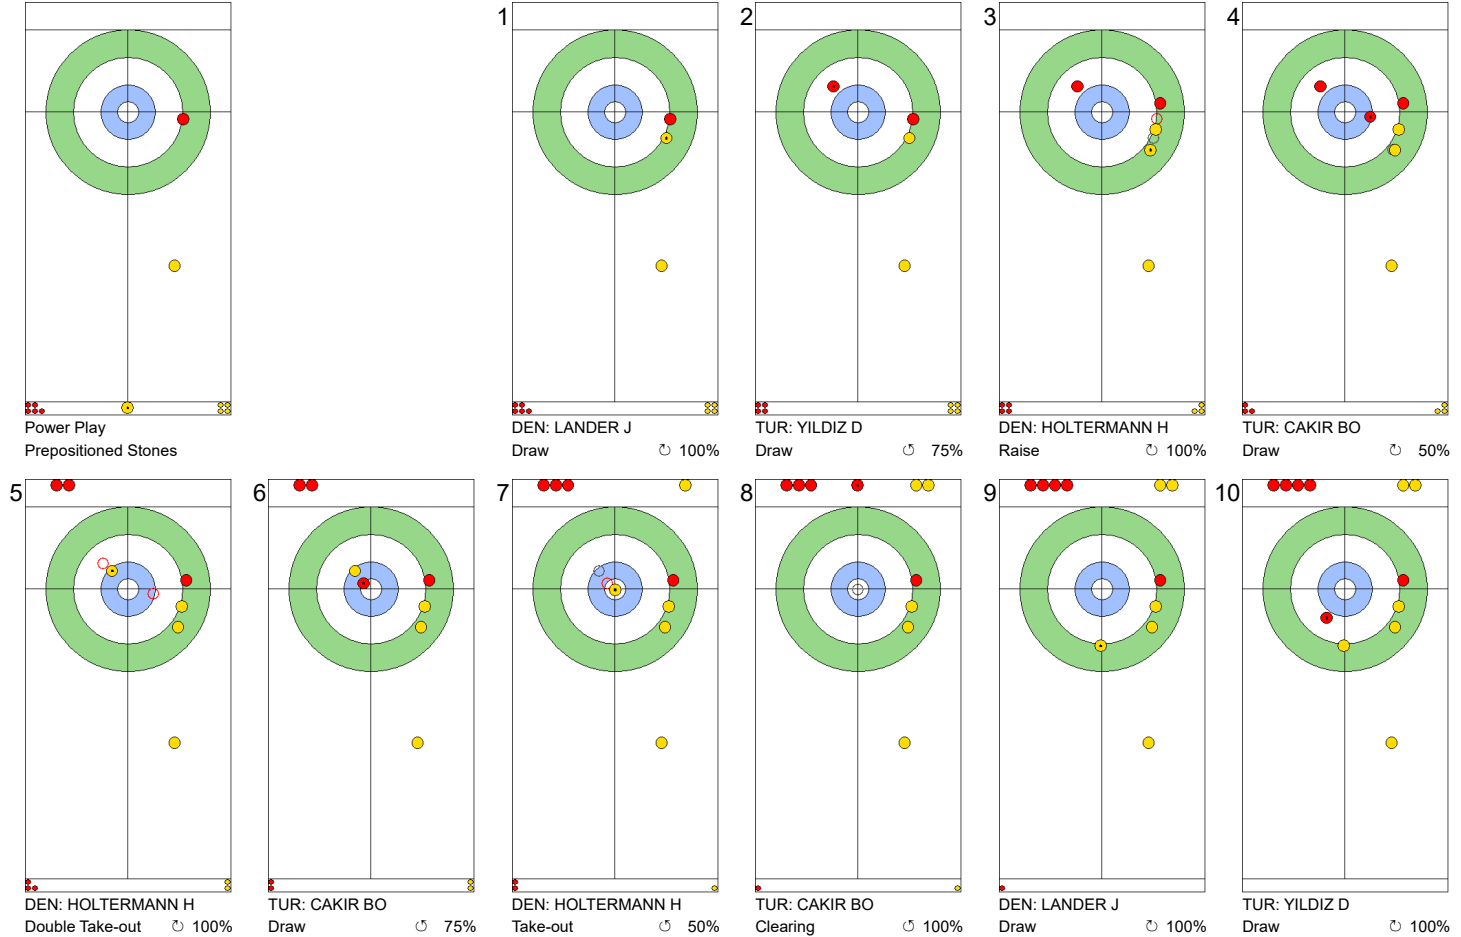 1
2
3
4
Power Play
Prepositioned Stones
DEN: LANDER J
Draw 100%
TUR: YILDIZ D
Draw 75%
DEN: HOLTERMANN H
Raise 100%
TUR: CAKIR BO
Draw 50%
5
6
7
8
9
10
DEN: HOLTERMANN H
Double Take-out 100%
TUR: CAKIR BO
Draw 75%
DEN: HOLTERMANN H
Take-out 50%
TUR: CAKIR BO
Clearing 100%
DEN: LANDER J
Draw 100%
TUR: YILDIZ D
Draw 100%